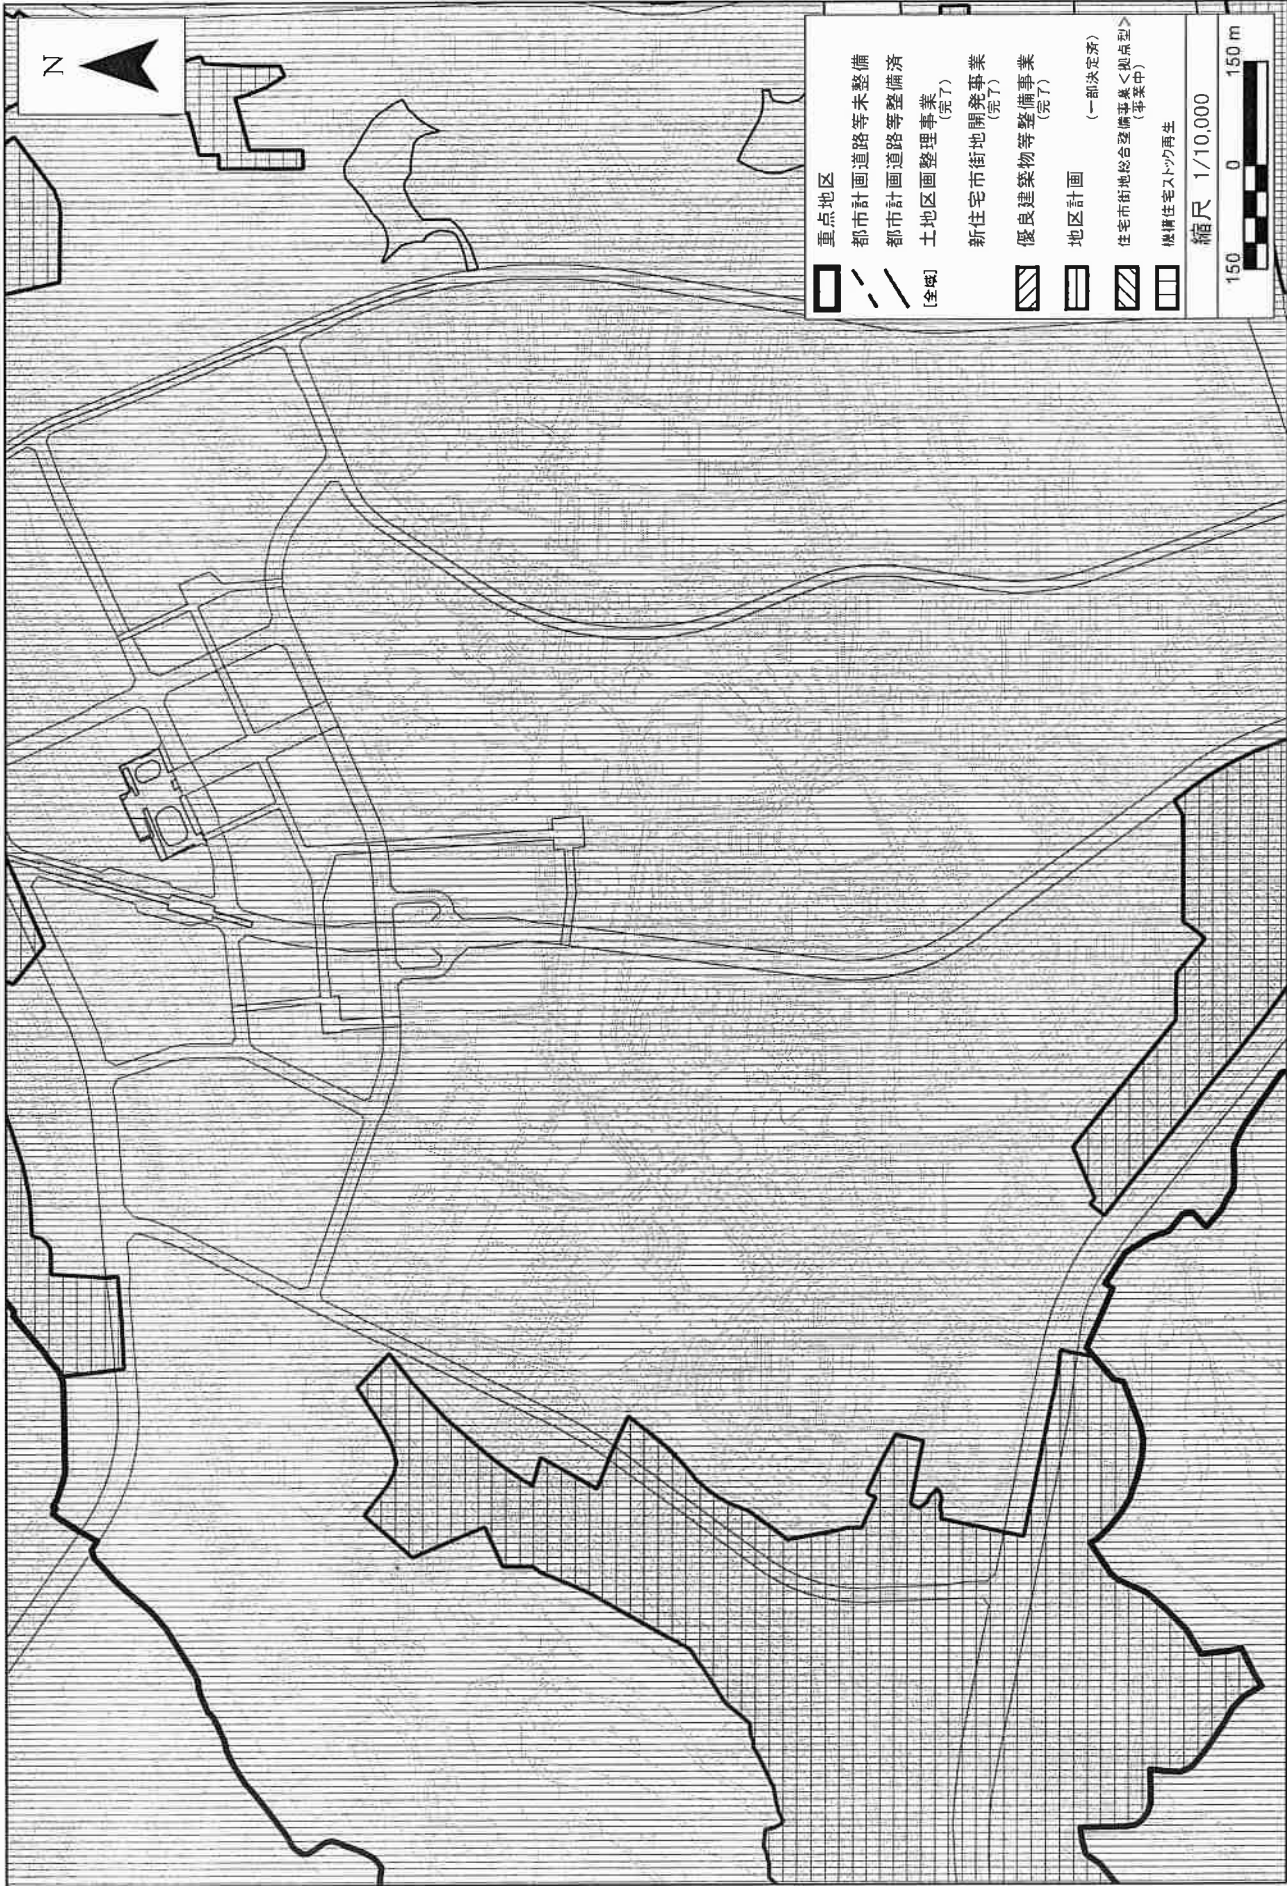 N
重点地区
都市計画道路等未整備
都市計画道路等整備済
[全域] 土地区画整理事業
(完了)
新住宅市街地開発事業
(完了)
優良建築物等整備事業
(完了)
地区計画
(一部決定済)
住宅市街地総合整備事業<拠点型>
(事業中)
機構住宅ストック再生
縮尺 1/10,000
150 0 150 m